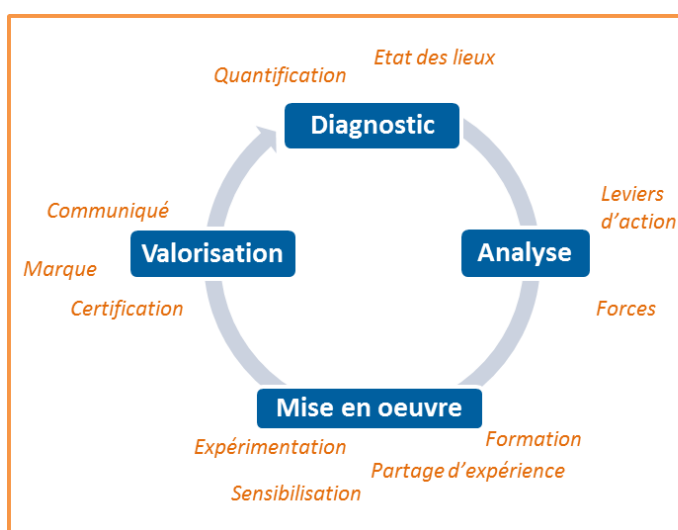 Etat des lieux
Quantification
Diagnostic
Leviers
d’action
Communiqué
Valorisation
Analyse
Marque
Certification
Forces
Mise en oeuvre
Formation
Expérimentation
Partage d’expérience
Sensibilisation